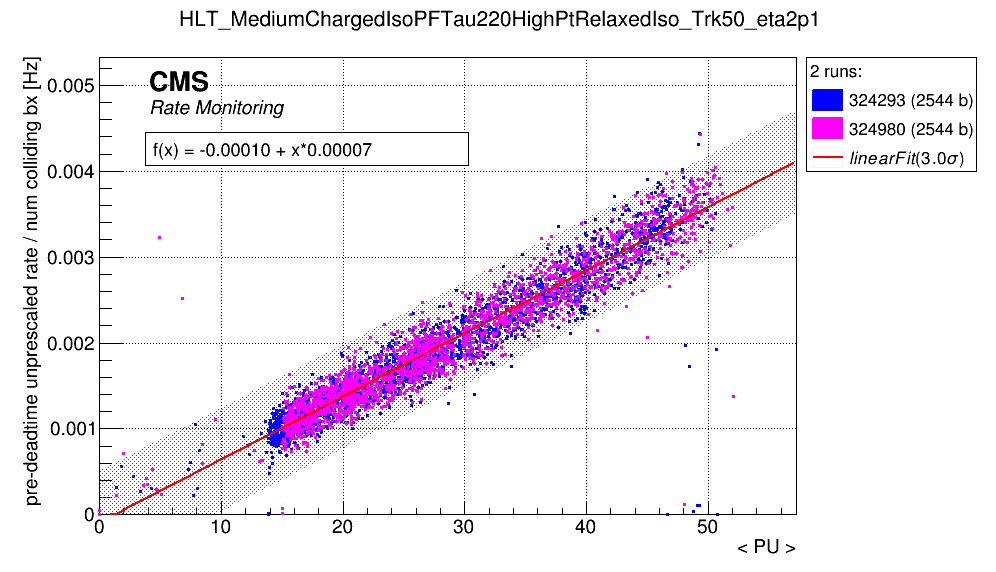 HLT_MediumChargedIsoPFTau220HighPtRelaxedIso_Trk50_eta2p1
pre-deadtime unprescaled rate / num colliding bx [Hz]
CMS
Rate Monitoring
f(x) = -0.00010 + x*0.00007
2 runs:
324293 (2544 b)
324980 (2544 b)
linearFit(3.0σ)
0.005
0.004
0.003
0.002
0.001
0
0 10 20 30 40 50
< PU >